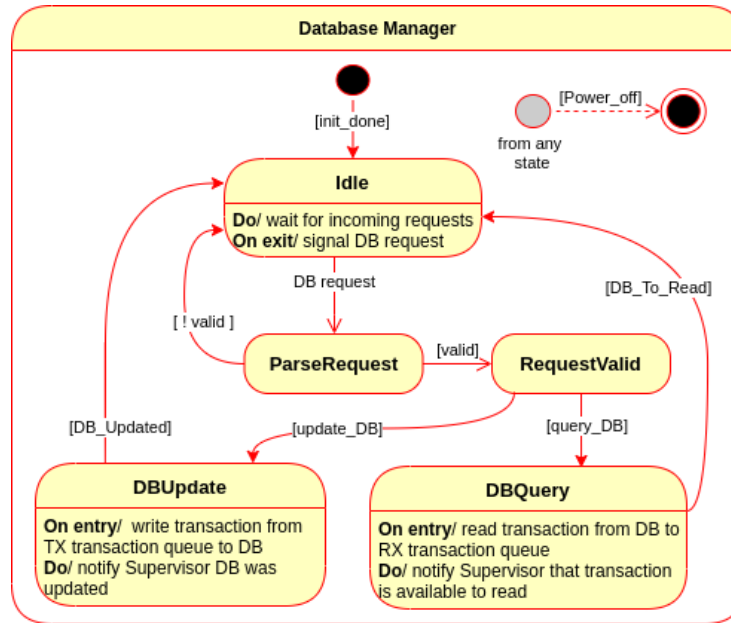 Database Manager
[init_done]
[Power_off]
from any
state
Idle
Do/ wait for incoming requests
On exit/ signal DB request
DB request
[DB_To_Read]
[ ! valid ]
ParseRequest
[valid]
RequestValid
[DB_Updated]
[update_DB]
[query_DB]
DBUpdate
On entry/ write transaction from
TX transaction queue to DB
Do/ notify Supervisor DB was
updated
DBQuery
On entry/ read transaction from DB to
RX transaction queue
Do/ notify Supervisor that transaction
is available to read